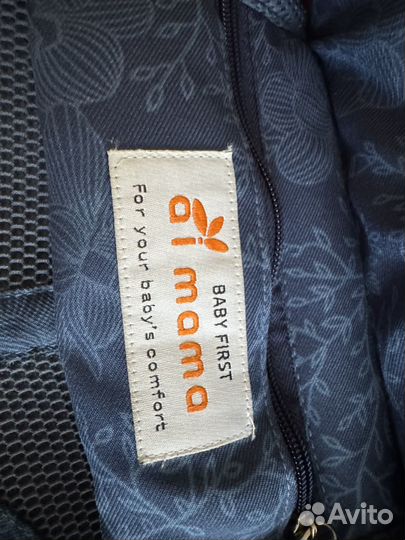 BABY FIRST
ai mama
For your baby's comfort
Avito